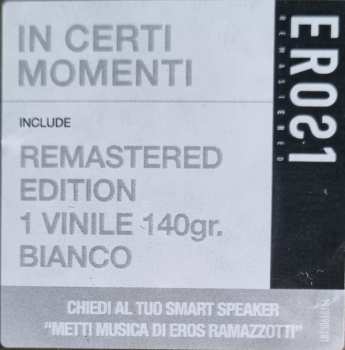 IN CERTI
MOMENTI
INCLUDE
REMASTERED
EDITION
1 VINILE 140gr.
BIANCO
CHIEDI AL TUO SMART SPEAKER
“METTI MUSICA DI EROS RAMAZZOTTI”
EROS1
REMASTERED